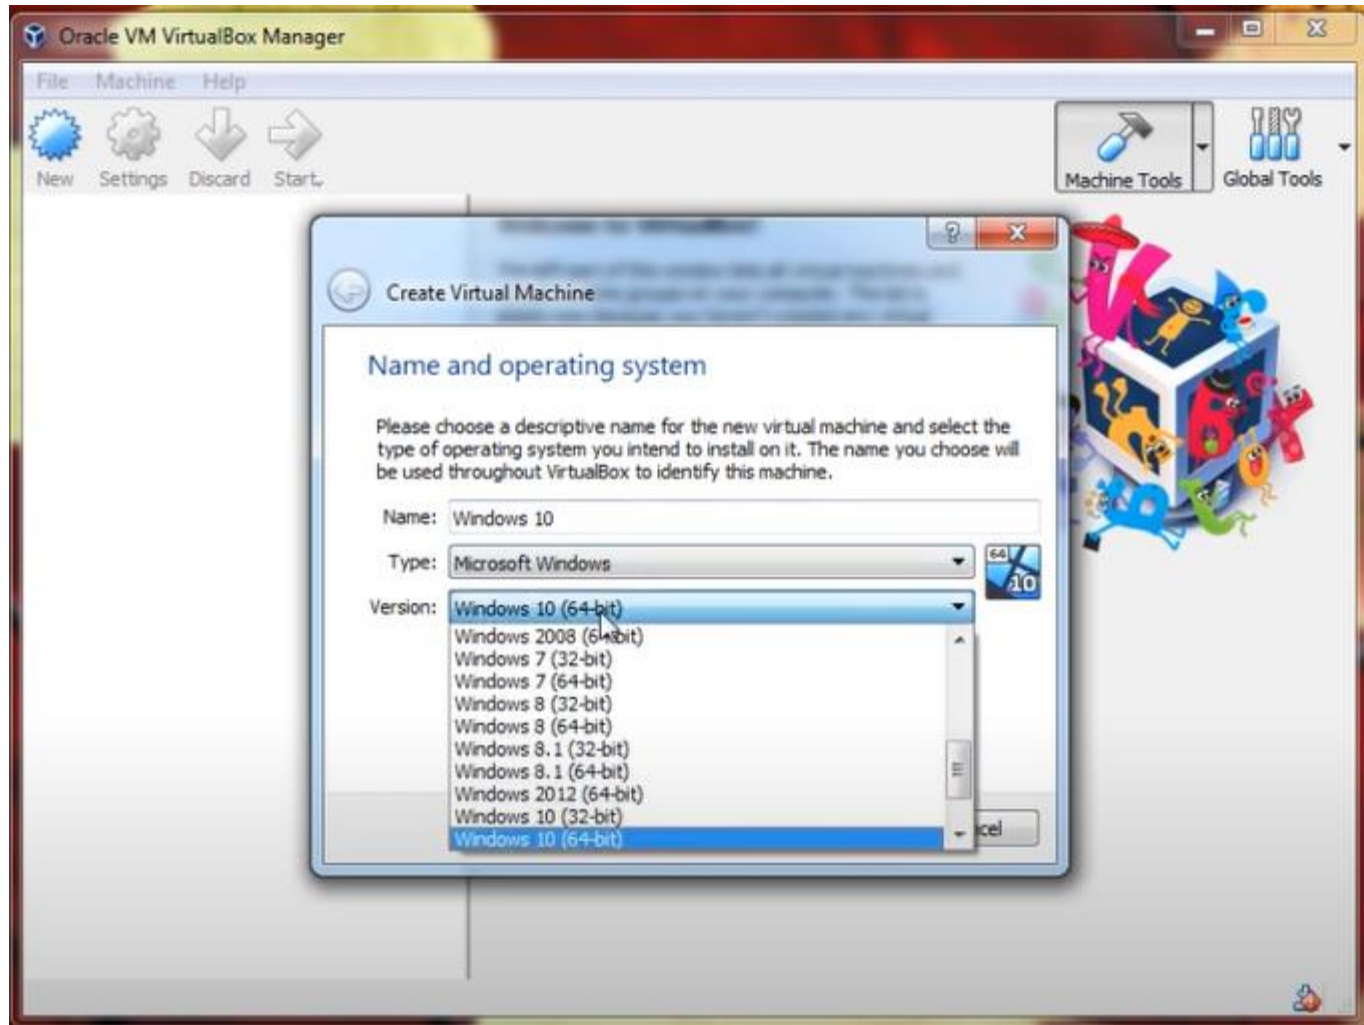 Oracle VM VirtualBox Manager
File Machine Help
New Settings Discard Start
Machine Tools Global Tools
Create Virtual Machine
Name and operating system
Please choose a descriptive name for the new virtual machine and select the
type of operating system you intend to install on it. The name you choose will
be used throughout VirtualBox to identify this machine.
Name: Windows 10
Type: Microsoft Windows
64
10
Version: Windows 10 (64-bit)
Windows 2008 (64-bit)
Windows 7 (32-bit)
Windows 7 (64-bit)
Windows 8 (32-bit)
Windows 8 (64-bit)
Windows 8.1 (32-bit)
Windows 8.1 (64-bit)
Windows 2012 (64-bit)
Windows 10 (32-bit)
Windows 10 (64-bit)
cel